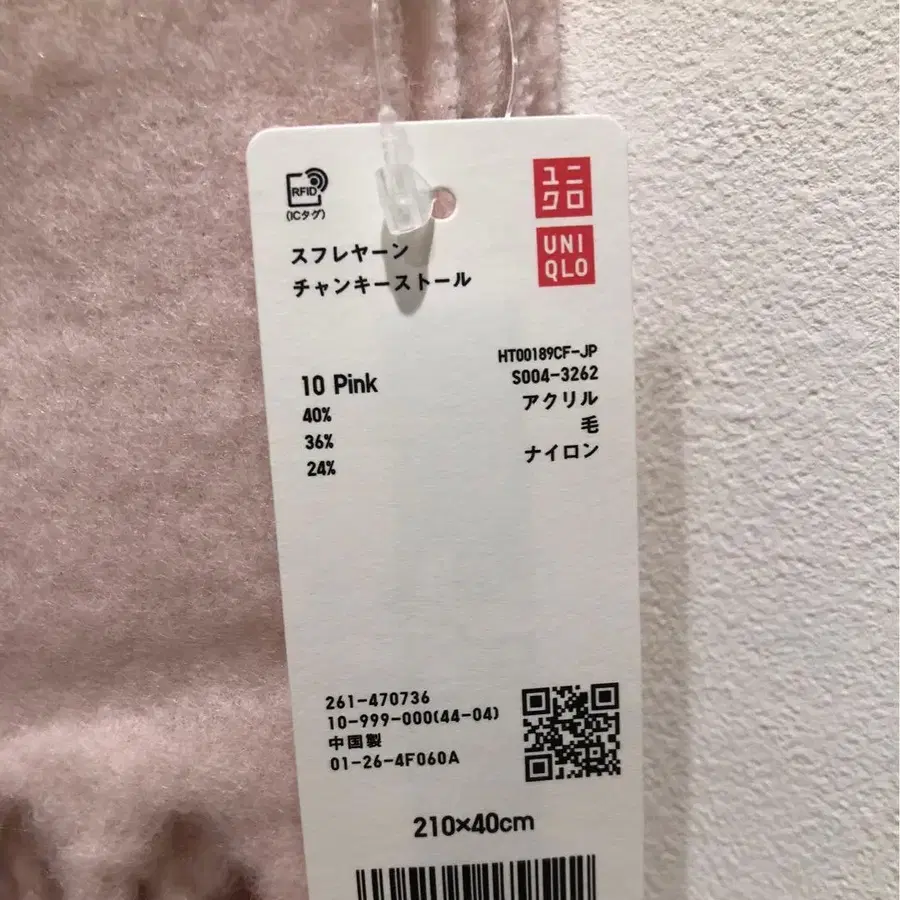 RFID
(ICタグ)
ユニ
クロ
UNI
QLO
スフレヤーン
チャンキーストール
HT00189CF-JP
10 Pink S004-3262
40% アクリル
36% 毛
24% ナイロン
261-470736
10-999-000(44-04)
中国製
01-26-4F060A
210×40cm